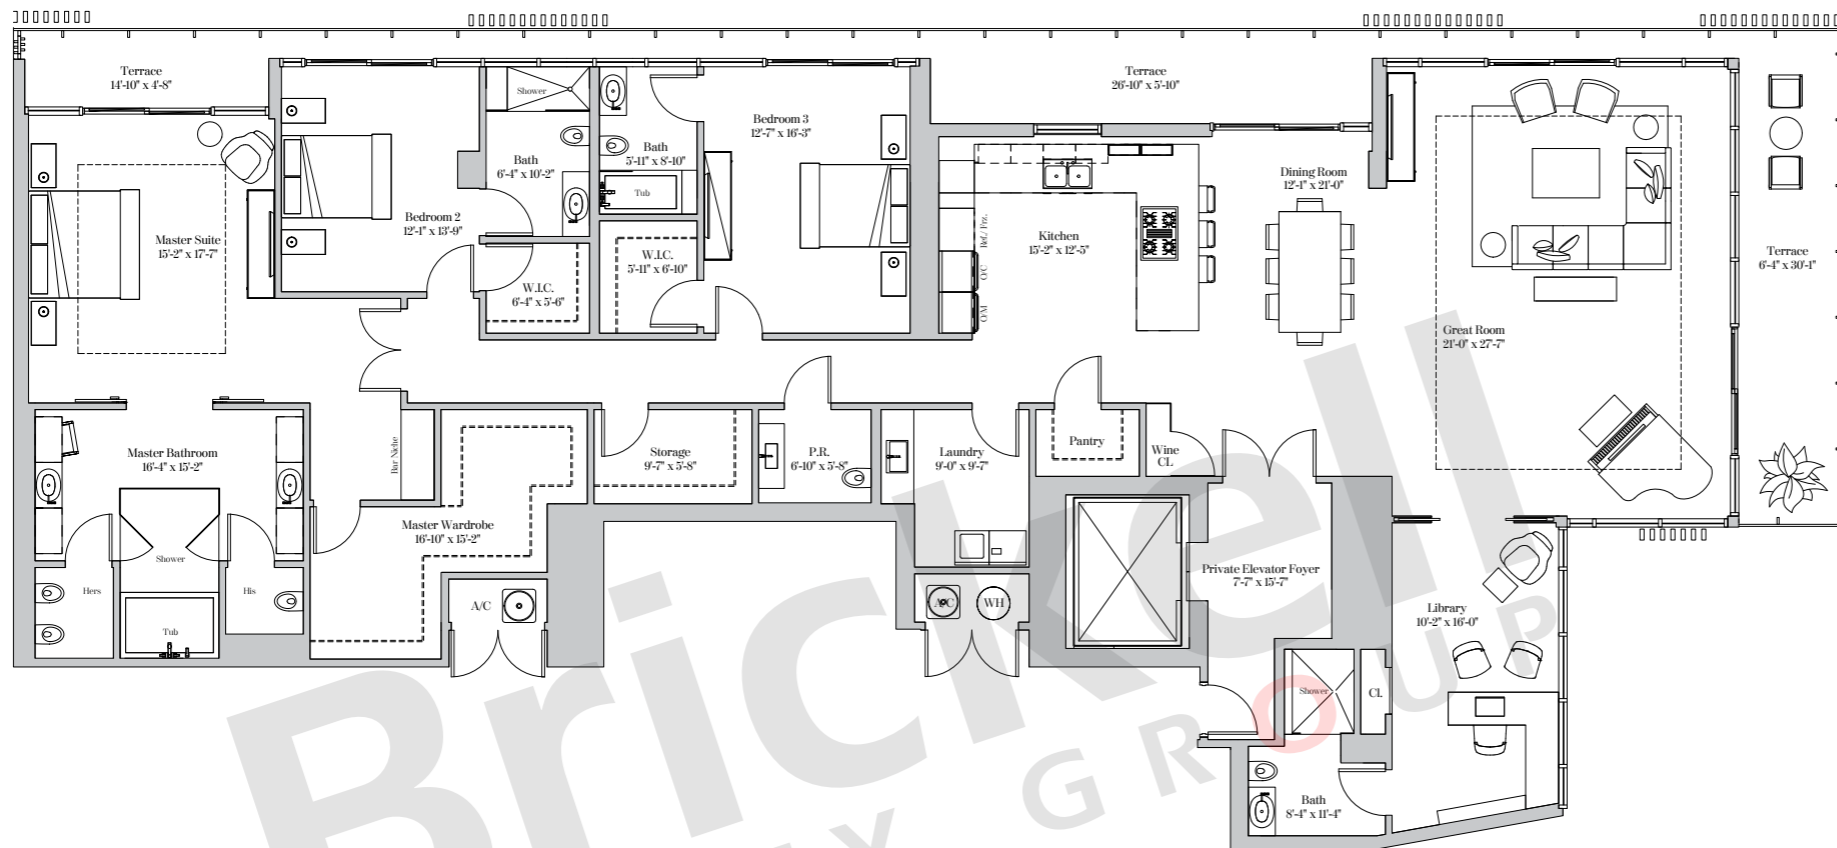 Terrace
14'-10" x 4'-8"
Terrace
26'-10" x 5'-10"
Shower
Bedroom 3
12'-7" x 16'-3"
Bath
5'-11" x 8'-10"
Bath
6'-4" x 10'-2"
Tub
Dining Room
12'-1" x 21'-0"
Bedroom 2
12'-1" x 13'-9"
Master Suite
15'-2" x 17'-7"
Kitchen
15'-2" x 12'-5"
Ref./ Frz.
O/C
O/M
Terrace
6'-4" x 30'-1"
W.I.C.
5'-11" x 6'-10"
W.I.C.
6'-4" x 5'-6"
Great Room
21'-0" x 27'-7"
Master Bathroom
16'-4" x 15'-2"
Bar Niche
Storage
9'-7" x 5'-8"
P.R.
6'-10" x 5'-8"
Laundry
9'-0" x 9'-7"
Pantry
Wine
CL
Master Wardrobe
16'-10" x 15'-2"
Shower
Hers
His
Tub
A/C
A/C
WH
Private Elevator Foyer
7'-7" x 15'-7"
Library
10'-2" x 16'-0"
Shower
CL
Bath
8'-4" x 11'-4"
Brickell
Y GROUP